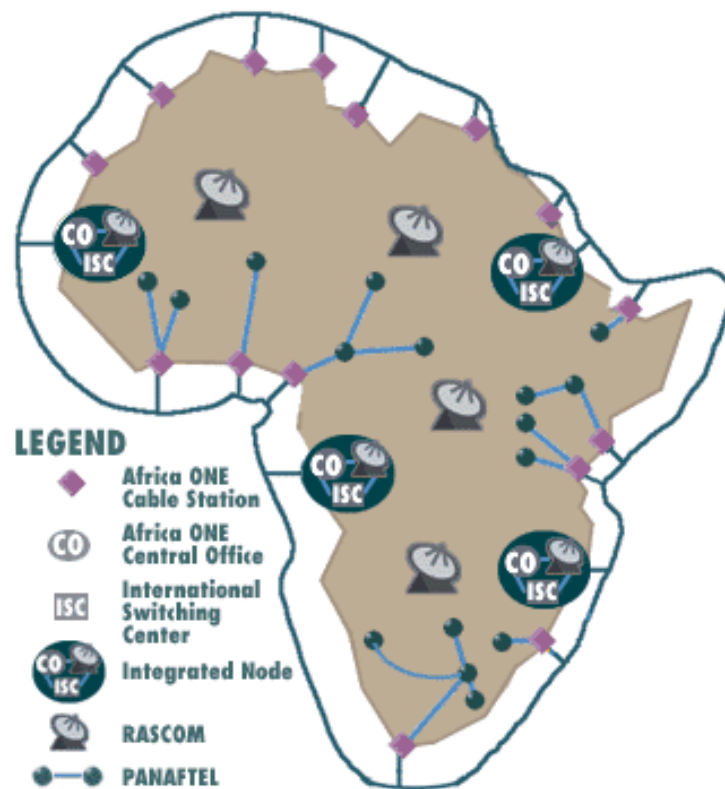 CO
ISC
CO
ISC
CO
ISC
CO
ISC
LEGEND
Africa ONE
Cable Station
CO
Africa ONE
Central Office
ISC
International
Switching
Center
CO
ISC
Integrated Node
RASCOM
PANAFTEL